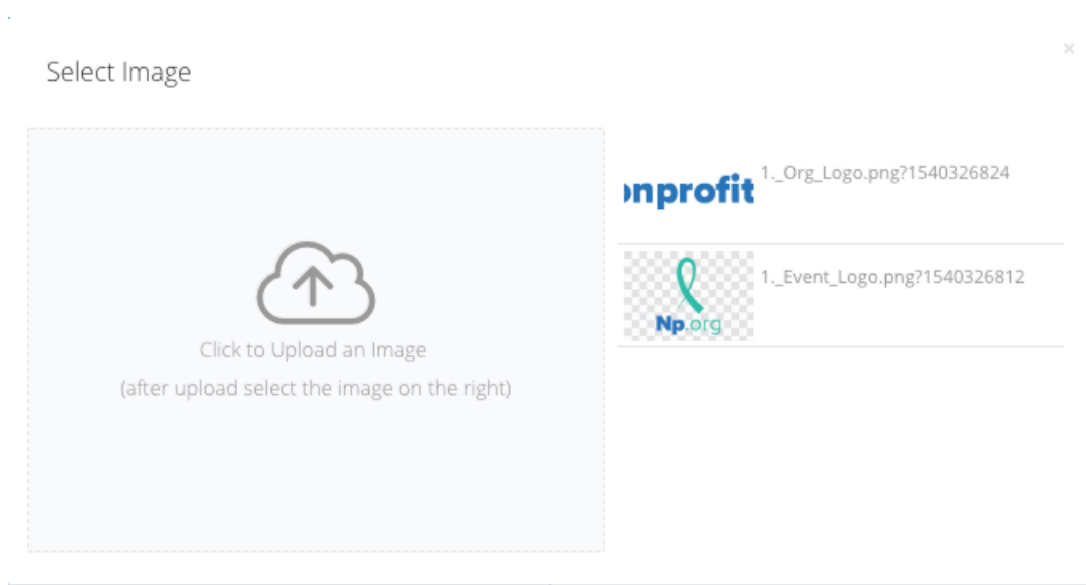 Select Image
×
Click to Upload an Image
(after upload select the image on the right)
nprofit
1._Org_Logo.png?1540326824
Np.org
1._Event_Logo.png?1540326812